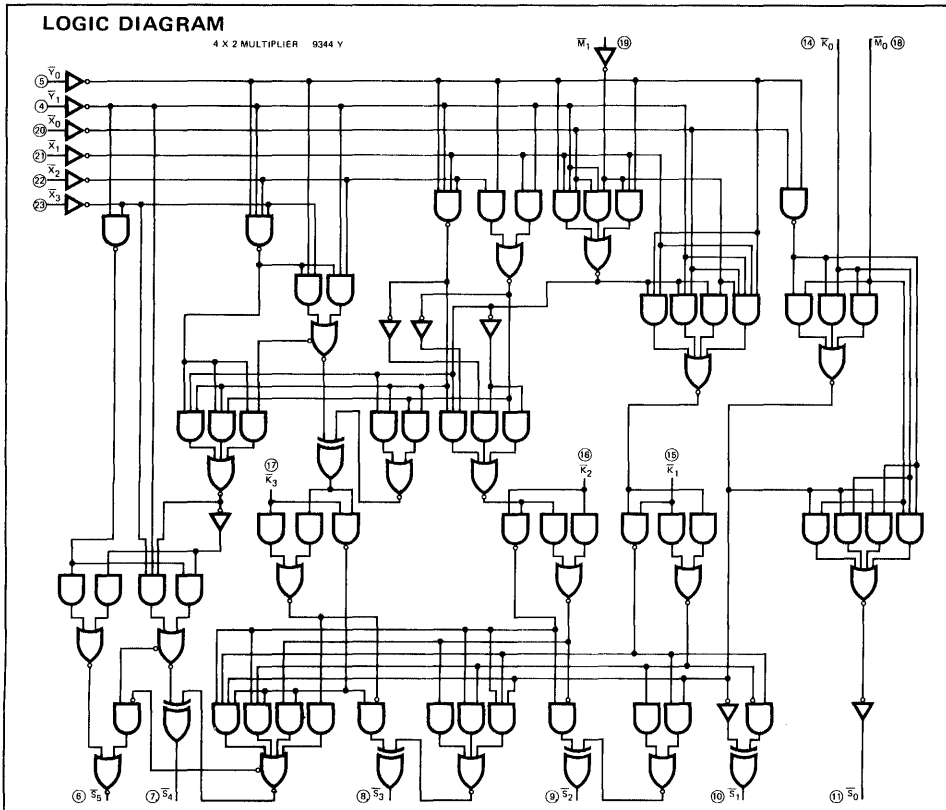 LOGIC DIAGRAM
4 X 2 MULTIPLIER 9344 Y
M̅₁ ⑲
⑭ K̅₀
M̅₀ ⑱
⑤ Y̅₀
④ Y̅₁
⑳ X̅₀
㉑ X̅₁
㉒ X̅₂
㉓ X̅₃
⑰
K̅₃
⑯
K̅₂
⑮
K̅₁
⑥ S̅₅
⑦ S̅₄
⑧ S̅₃
⑨ S̅₂
⑩ S̅₁
⑪ S̅₀